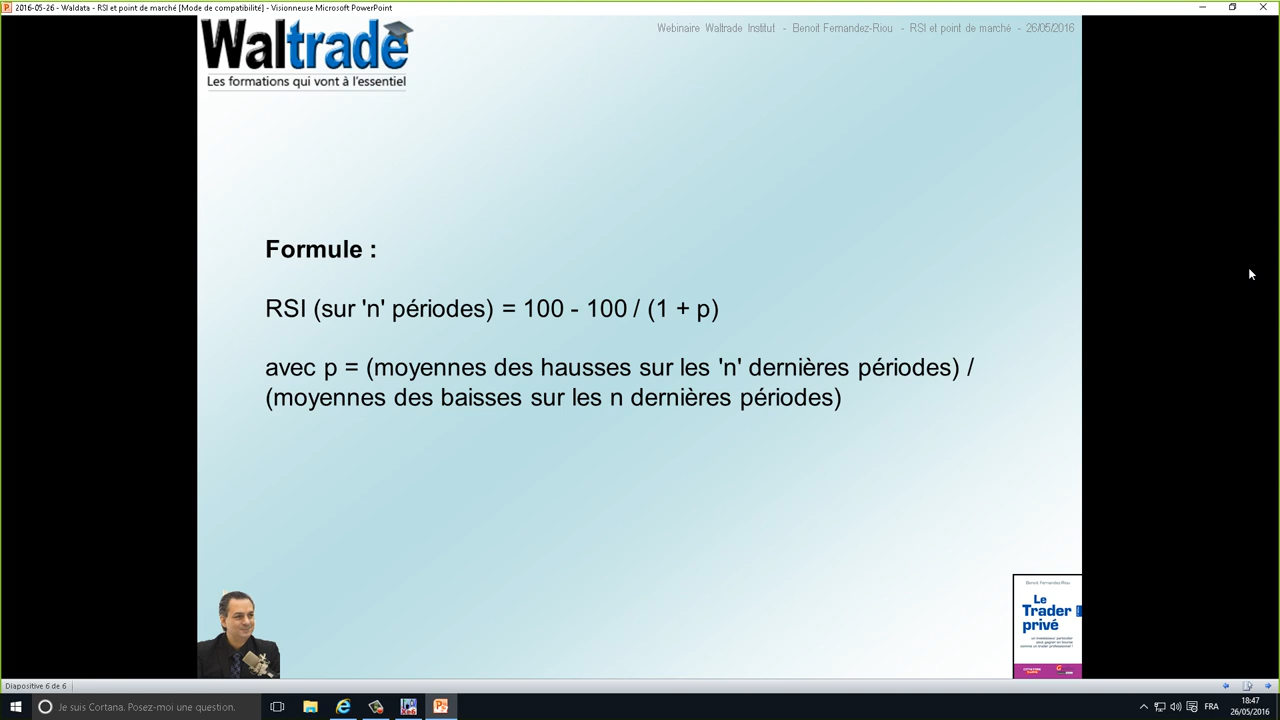 2016-05-26 - Waldata - RSI et point de marché [Mode de compatibilité] - Visionneuse Microsoft PowerPoint
Waltrade
Les formations qui vont à l'essentiel
Webinaire Waltrade Institut - Benoit Fernandez-Riou - RSI et point de marché - 26/05/2016
Formule :
RSI (sur 'n' périodes) = 100 - 100 / (1 + p)
avec p = (moyennes des hausses sur les 'n' dernières périodes) /
(moyennes des baisses sur les n dernières périodes)
Benoit Fernandez-Riou
Le
Trader
privé
un investisseur particulier
peut gagner en bourse
comme un trader professionnel !
Diapositive 6 de 6
Je suis Cortana. Posez-moi une question.
FRA
18:47
26/05/2016